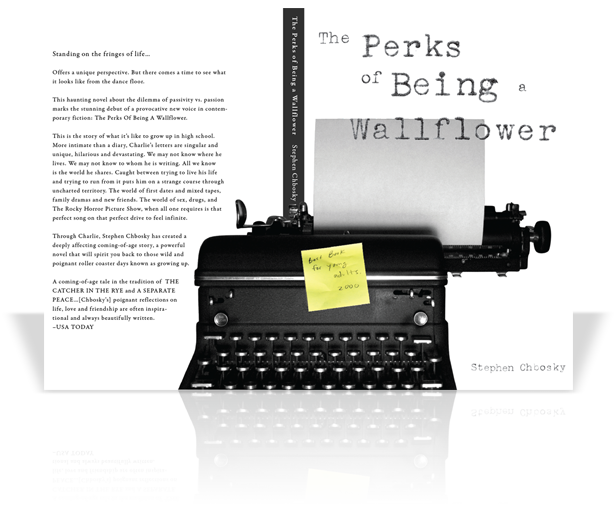 Standing on the fringes of life...
Offers a unique perspective. But there comes a time to see what
it looks like from the dance floor.
This haunting novel about the dilemma of passivity vs. passion
marks the stunning debut of a provocative new voice in contem-
porary fiction: The Perks Of Being A Wallflower.
This is the story of what it's like to grow up in high school.
More intimate than a diary, Charlie's letters are singular and
unique, hilarious and devastating. We may not know where he
lives. We may not know to whom he is writing. All we know
is the world he shares. Caught between trying to live his life
and trying to run from it puts him on a strange course through
uncharted territory. The world of first dates and mixed tapes,
family dramas and new friends. The world of sex, drugs, and
The Rocky Horror Picture Show, when all one requires is that
perfect song on that perfect drive to feel infinite.
Through Charlie, Stephen Chbosky has created a
deeply affecting coming-of-age story, a powerful
novel that will spirit you back to those wild and
poignant roller coaster days known as growing up.
A coming-of-age tale in the tradition of THE
CATCHER IN THE RYE and A SEPARATE
PEACE...[Chbosky's] poignant reflections on
life, love and friendship are often inspira-
tional and always beautifully written.
–USA TODAY
The Perks of Being a Wallflower Stephen Chbosky
The Perks
of Being a
Wallflower
Best Book
for young
adults
2000
Stephen Chbosky